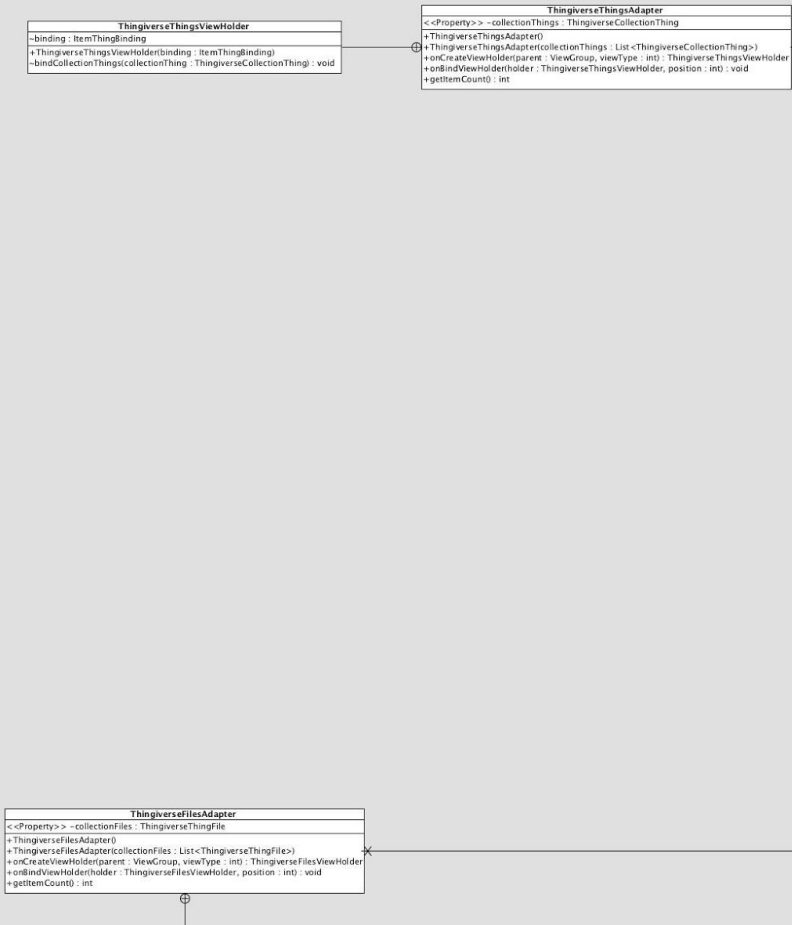 ThingiverseThingsViewHolder
~binding : ItemThingBinding
+ThingiverseThingsViewHolder(binding : ItemThingBinding)
~bindCollectionThings(collectionThing : ThingiverseCollectionThing) : void
ThingiverseThingsAdapter
<<Property>> -collectionThings : ThingiverseCollectionThing
+ThingiverseThingsAdapter()
+ThingiverseThingsAdapter(collectionThings : List<ThingiverseCollectionThing>)
+onCreateViewHolder(parent : ViewGroup, viewType : int) : ThingiverseThingsViewHolder
+onBindViewHolder(holder : ThingiverseThingsViewHolder, position : int) : void
+getItemCount() : int
ThingiverseFilesAdapter
<<Property>> -collectionFiles : ThingiverseThingFile
+ThingiverseFilesAdapter()
+ThingiverseFilesAdapter(collectionFiles : List<ThingiverseThingFile>)
+onCreateViewHolder(parent : ViewGroup, viewType : int) : ThingiverseFilesViewHolder
+onBindViewHolder(holder : ThingiverseFilesViewHolder, position : int) : void
+getItemCount() : int